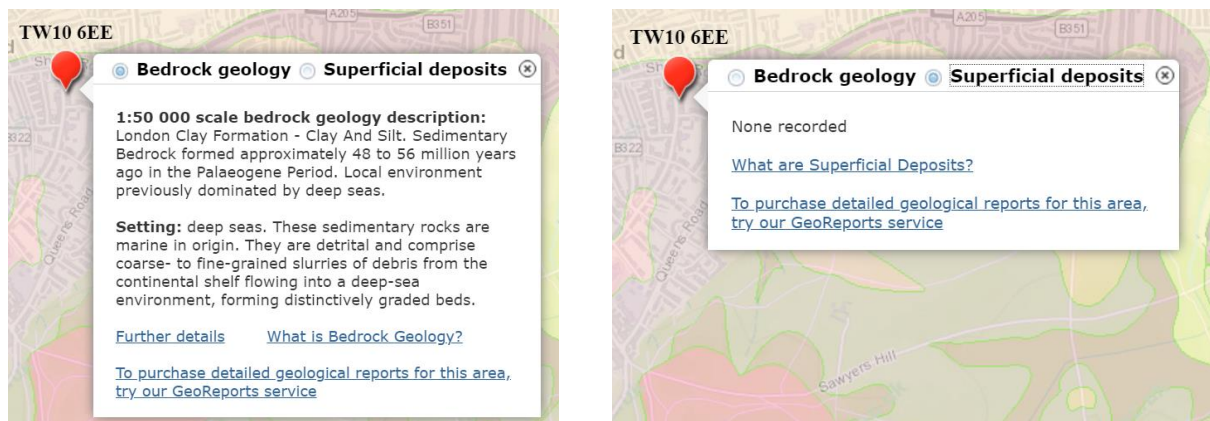 TW10 6EE
A205
B351
Bedrock geology Superficial deposits
1:50 000 scale bedrock geology description:
London Clay Formation - Clay And Silt. Sedimentary
Bedrock formed approximately 48 to 56 million years
ago in the Palaeogene Period. Local environment
previously dominated by deep seas.
Setting: deep seas. These sedimentary rocks are
marine in origin. They are detrital and comprise
coarse- to fine-grained slurries of debris from the
continental shelf flowing into a deep-sea
environment, forming distinctively graded beds.
Further details What is Bedrock Geology?
To purchase detailed geological reports for this area,
try our GeoReports service
B322
Queens Road
TW10 6EE
A205
B351
Bedrock geology Superficial deposits
None recorded
What are Superficial Deposits?
To purchase detailed geological reports for this area,
try our GeoReports service
B322
Queens Road
Sawyers Hill